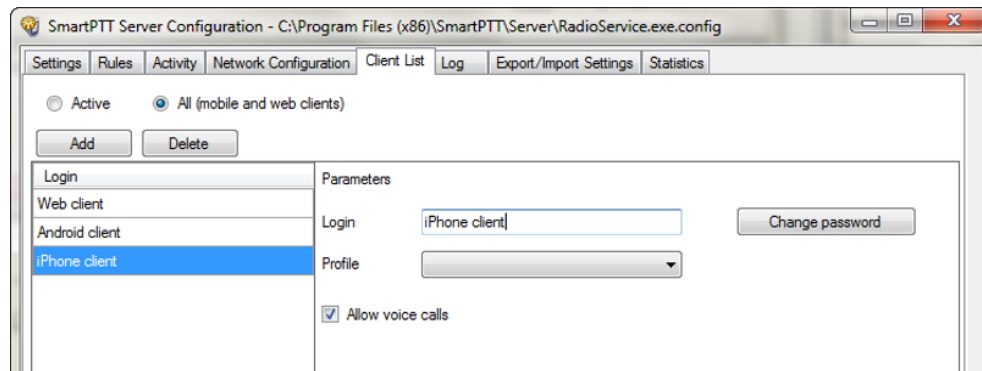 SmartPTT Server Configuration - C:\Program Files (x86)\SmartPTT\Server\RadioService.exe.config
Settings Rules Activity Network Configuration Client List Log Export/Import Settings Statistics
Active All (mobile and web clients)
Add Delete
Login Parameters
Web client
Login iPhone client Change password
Android client
iPhone client
Profile
Allow voice calls